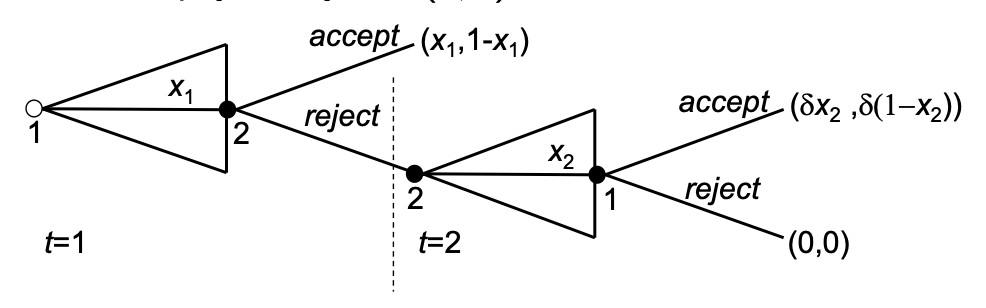 accept (x₁,1-x₁)
x₁
1
2
reject
accept (δx₂ ,δ(1–x₂))
x₂
2
1
reject
(0,0)
t=1
t=2